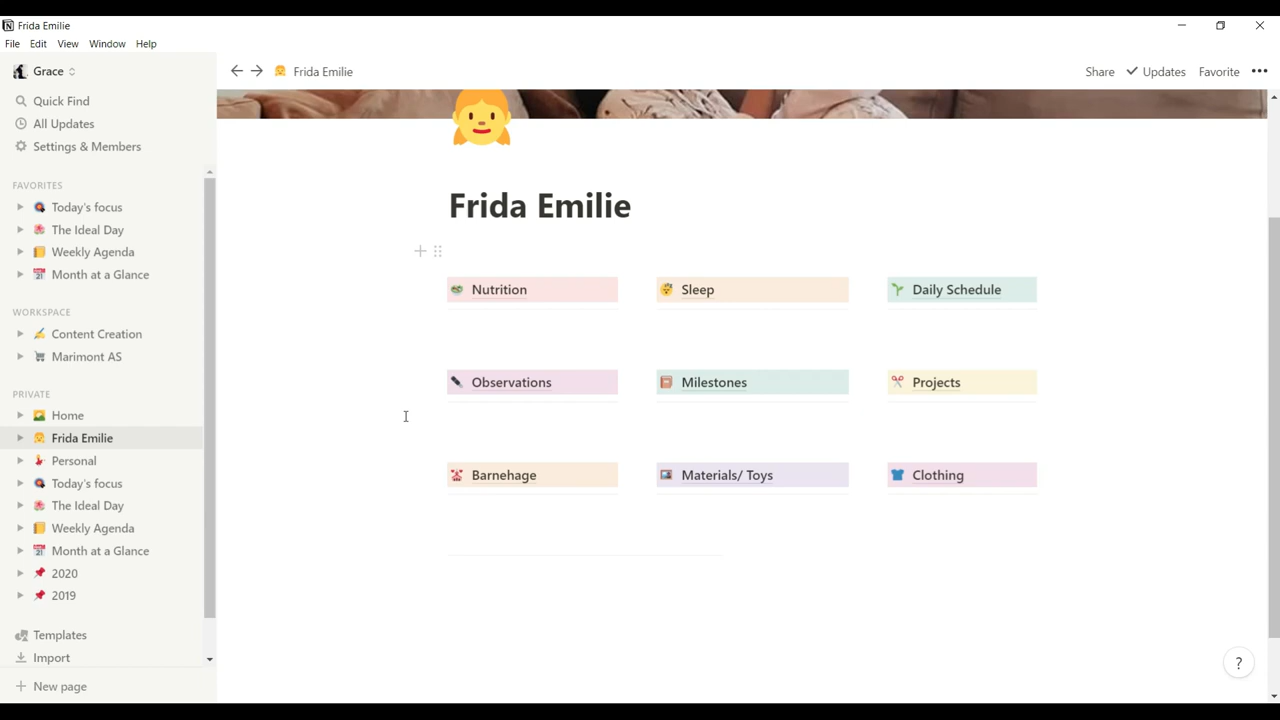 Frida Emilie
File Edit View Window Help
Grace
Quick Find
All Updates
Settings & Members
FAVORITES
Today's focus
The Ideal Day
Weekly Agenda
Month at a Glance
WORKSPACE
Content Creation
Marimont AS
PRIVATE
Home
Frida Emilie
Personal
Today's focus
The Ideal Day
Weekly Agenda
Month at a Glance
2020
2019
Templates
Import
New page
Frida Emilie Share Updates Favorite
Frida Emilie
Nutrition Sleep Daily Schedule
Observations Milestones Projects
Barnehage Materials/ Toys Clothing
?